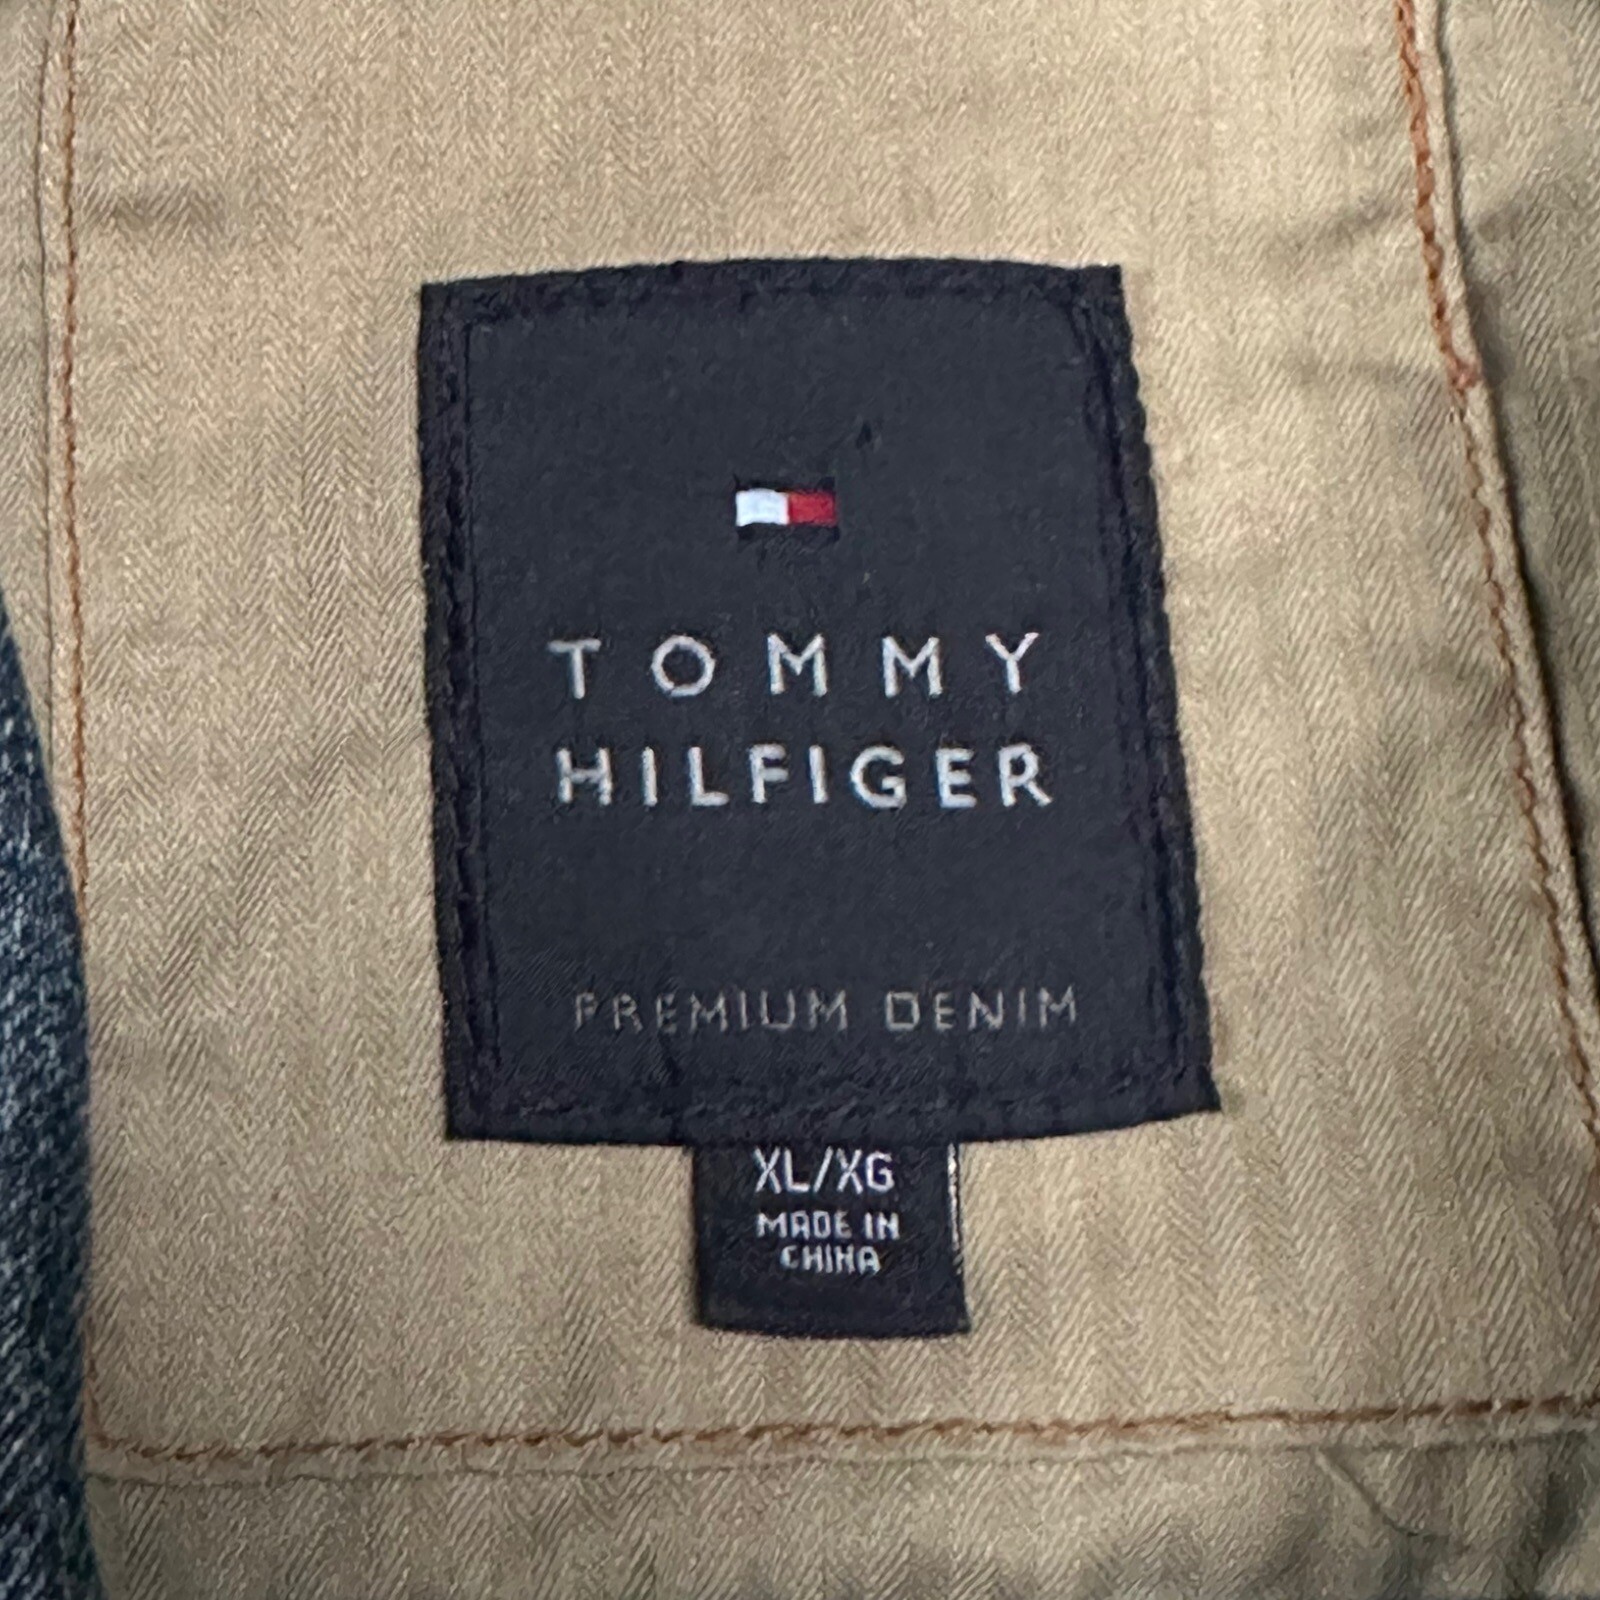 TOMMY
HILFIGER
PREMIUM DENIM
XL/XG
MADE IN
CHINA